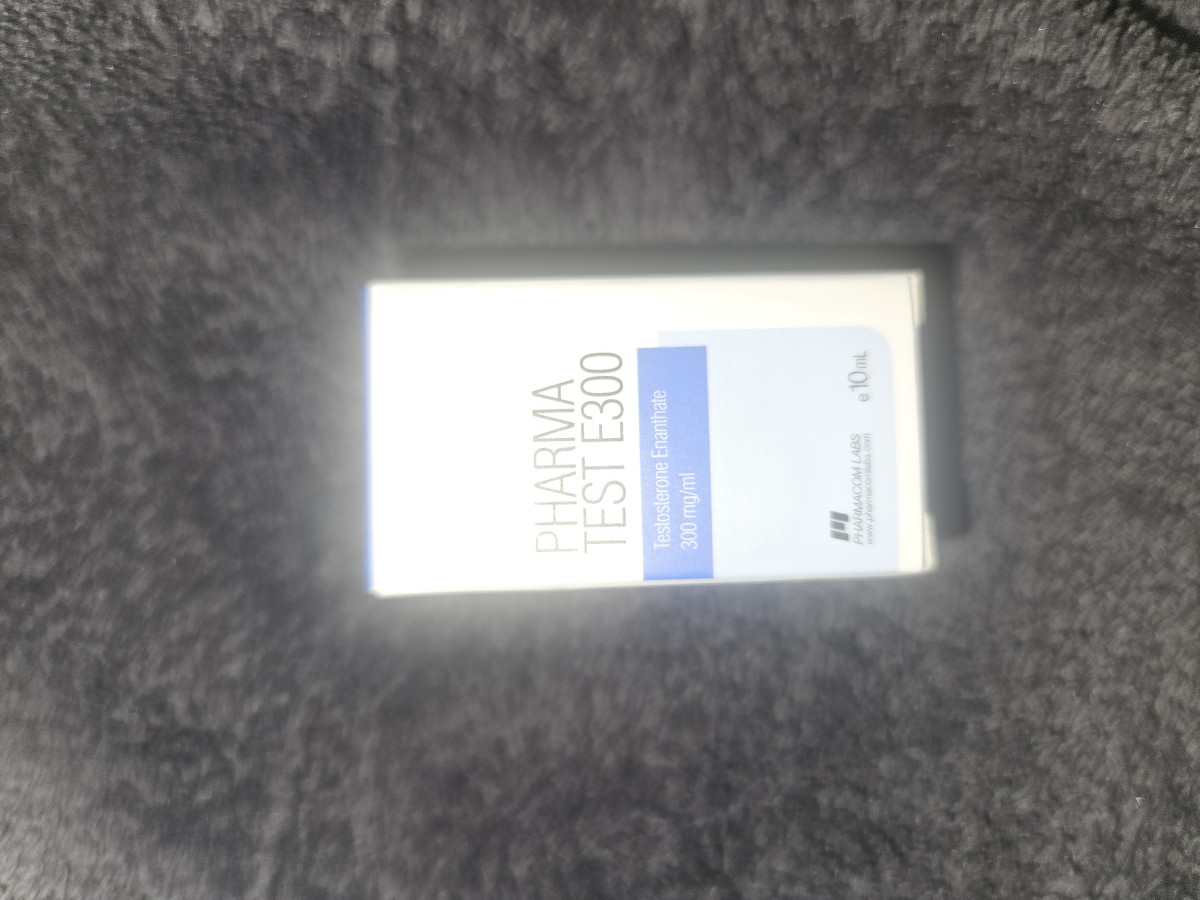 PHARMA
TEST E300
Testosterone Enanthate
300 mg/ml
PHARMACOM LABS
www.pharmacomlabs.com
e 10 mL